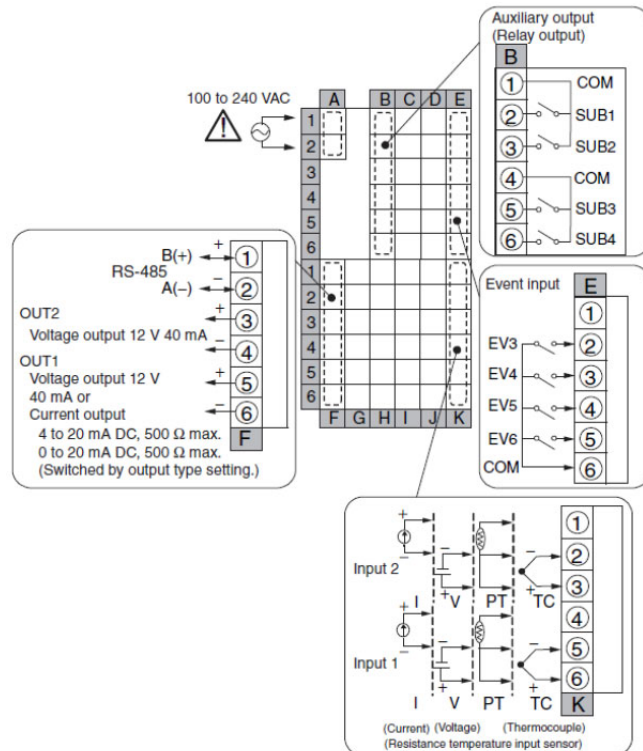 Auxiliary output
(Relay output)
B
1 COM
2 SUB1
3 SUB2
4 COM
5 SUB3
6 SUB4
100 to 240 VAC
A B C D E
1
2
3
4
5
6
1
2
3
4
5
6
F G H I J K
B(+) + 1
RS-485
A(−) − 2
OUT2 + 3
Voltage output 12 V 40 mA − 4
OUT1
Voltage output 12 V + 5
40 mA or
Current output − 6
4 to 20 mA DC, 500 Ω max. F
0 to 20 mA DC, 500 Ω max.
(Switched by output type setting.)
Event input E
1
EV3 2
EV4 3
EV5 4
EV6 5
COM 6
+ 1
Input 2 − − − 2
+ + 3
I V PT TC
+ 4
Input 1 − − − 5
+ + 6
I V PT TC K
(Current) (Voltage) (Thermocouple)
(Resistance temperature input sensor)